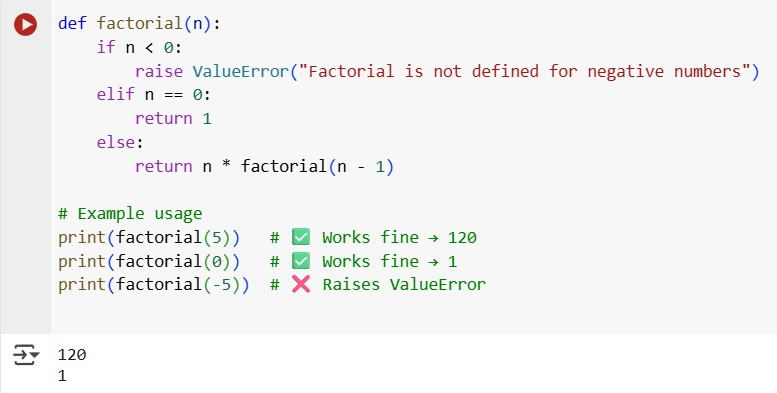 def factorial(n):
    if n < 0:
        raise ValueError("Factorial is not defined for negative numbers")
    elif n == 0:
        return 1
    else:
        return n * factorial(n - 1)
# Example usage
print(factorial(5))   # ✅ Works fine → 120
print(factorial(0))   # ✅ Works fine → 1
print(factorial(-5))  # ❌ Raises ValueError
120
1